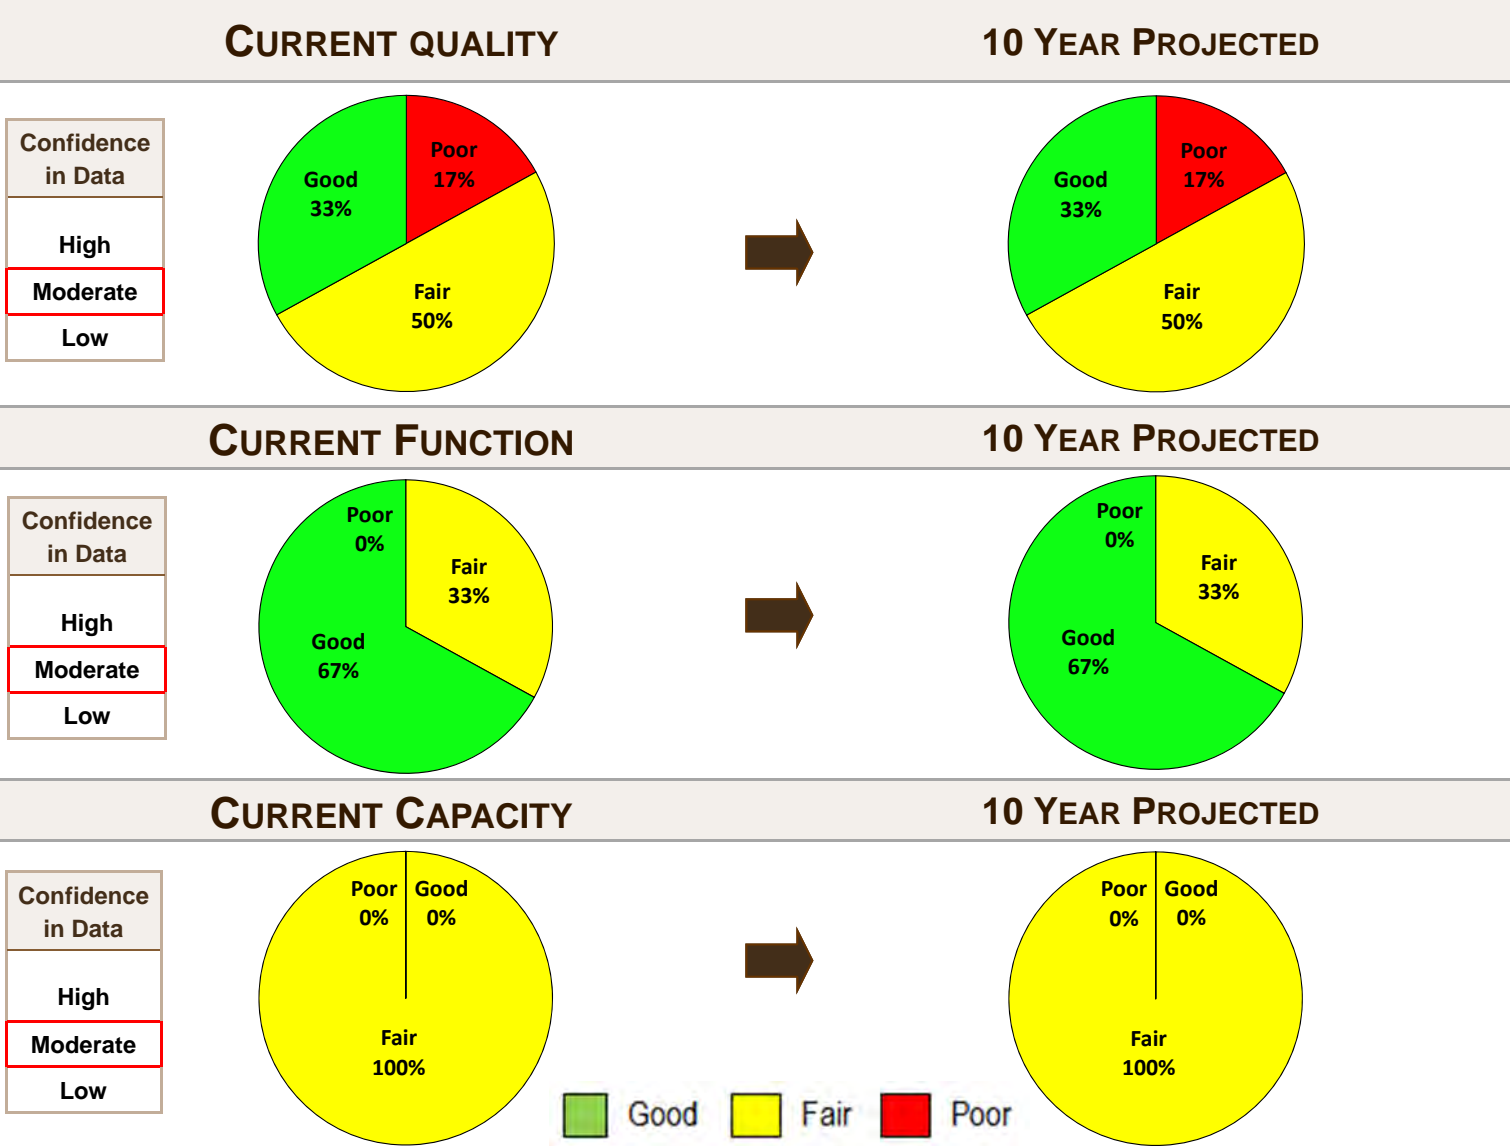 CURRENT QUALITY
10 YEAR PROJECTED
Confidence
in Data
High
Moderate
Low
Poor
17%
Good
33%
Fair
50%
Poor
17%
Good
33%
Fair
50%
CURRENT FUNCTION
10 YEAR PROJECTED
Confidence
in Data
High
Moderate
Low
Poor
0%
Fair
33%
Good
67%
Poor
0%
Fair
33%
Good
67%
CURRENT CAPACITY
10 YEAR PROJECTED
Confidence
in Data
High
Moderate
Low
Poor
0%
Good
0%
Fair
100%
Poor
0%
Good
0%
Fair
100%
Good
Fair
Poor